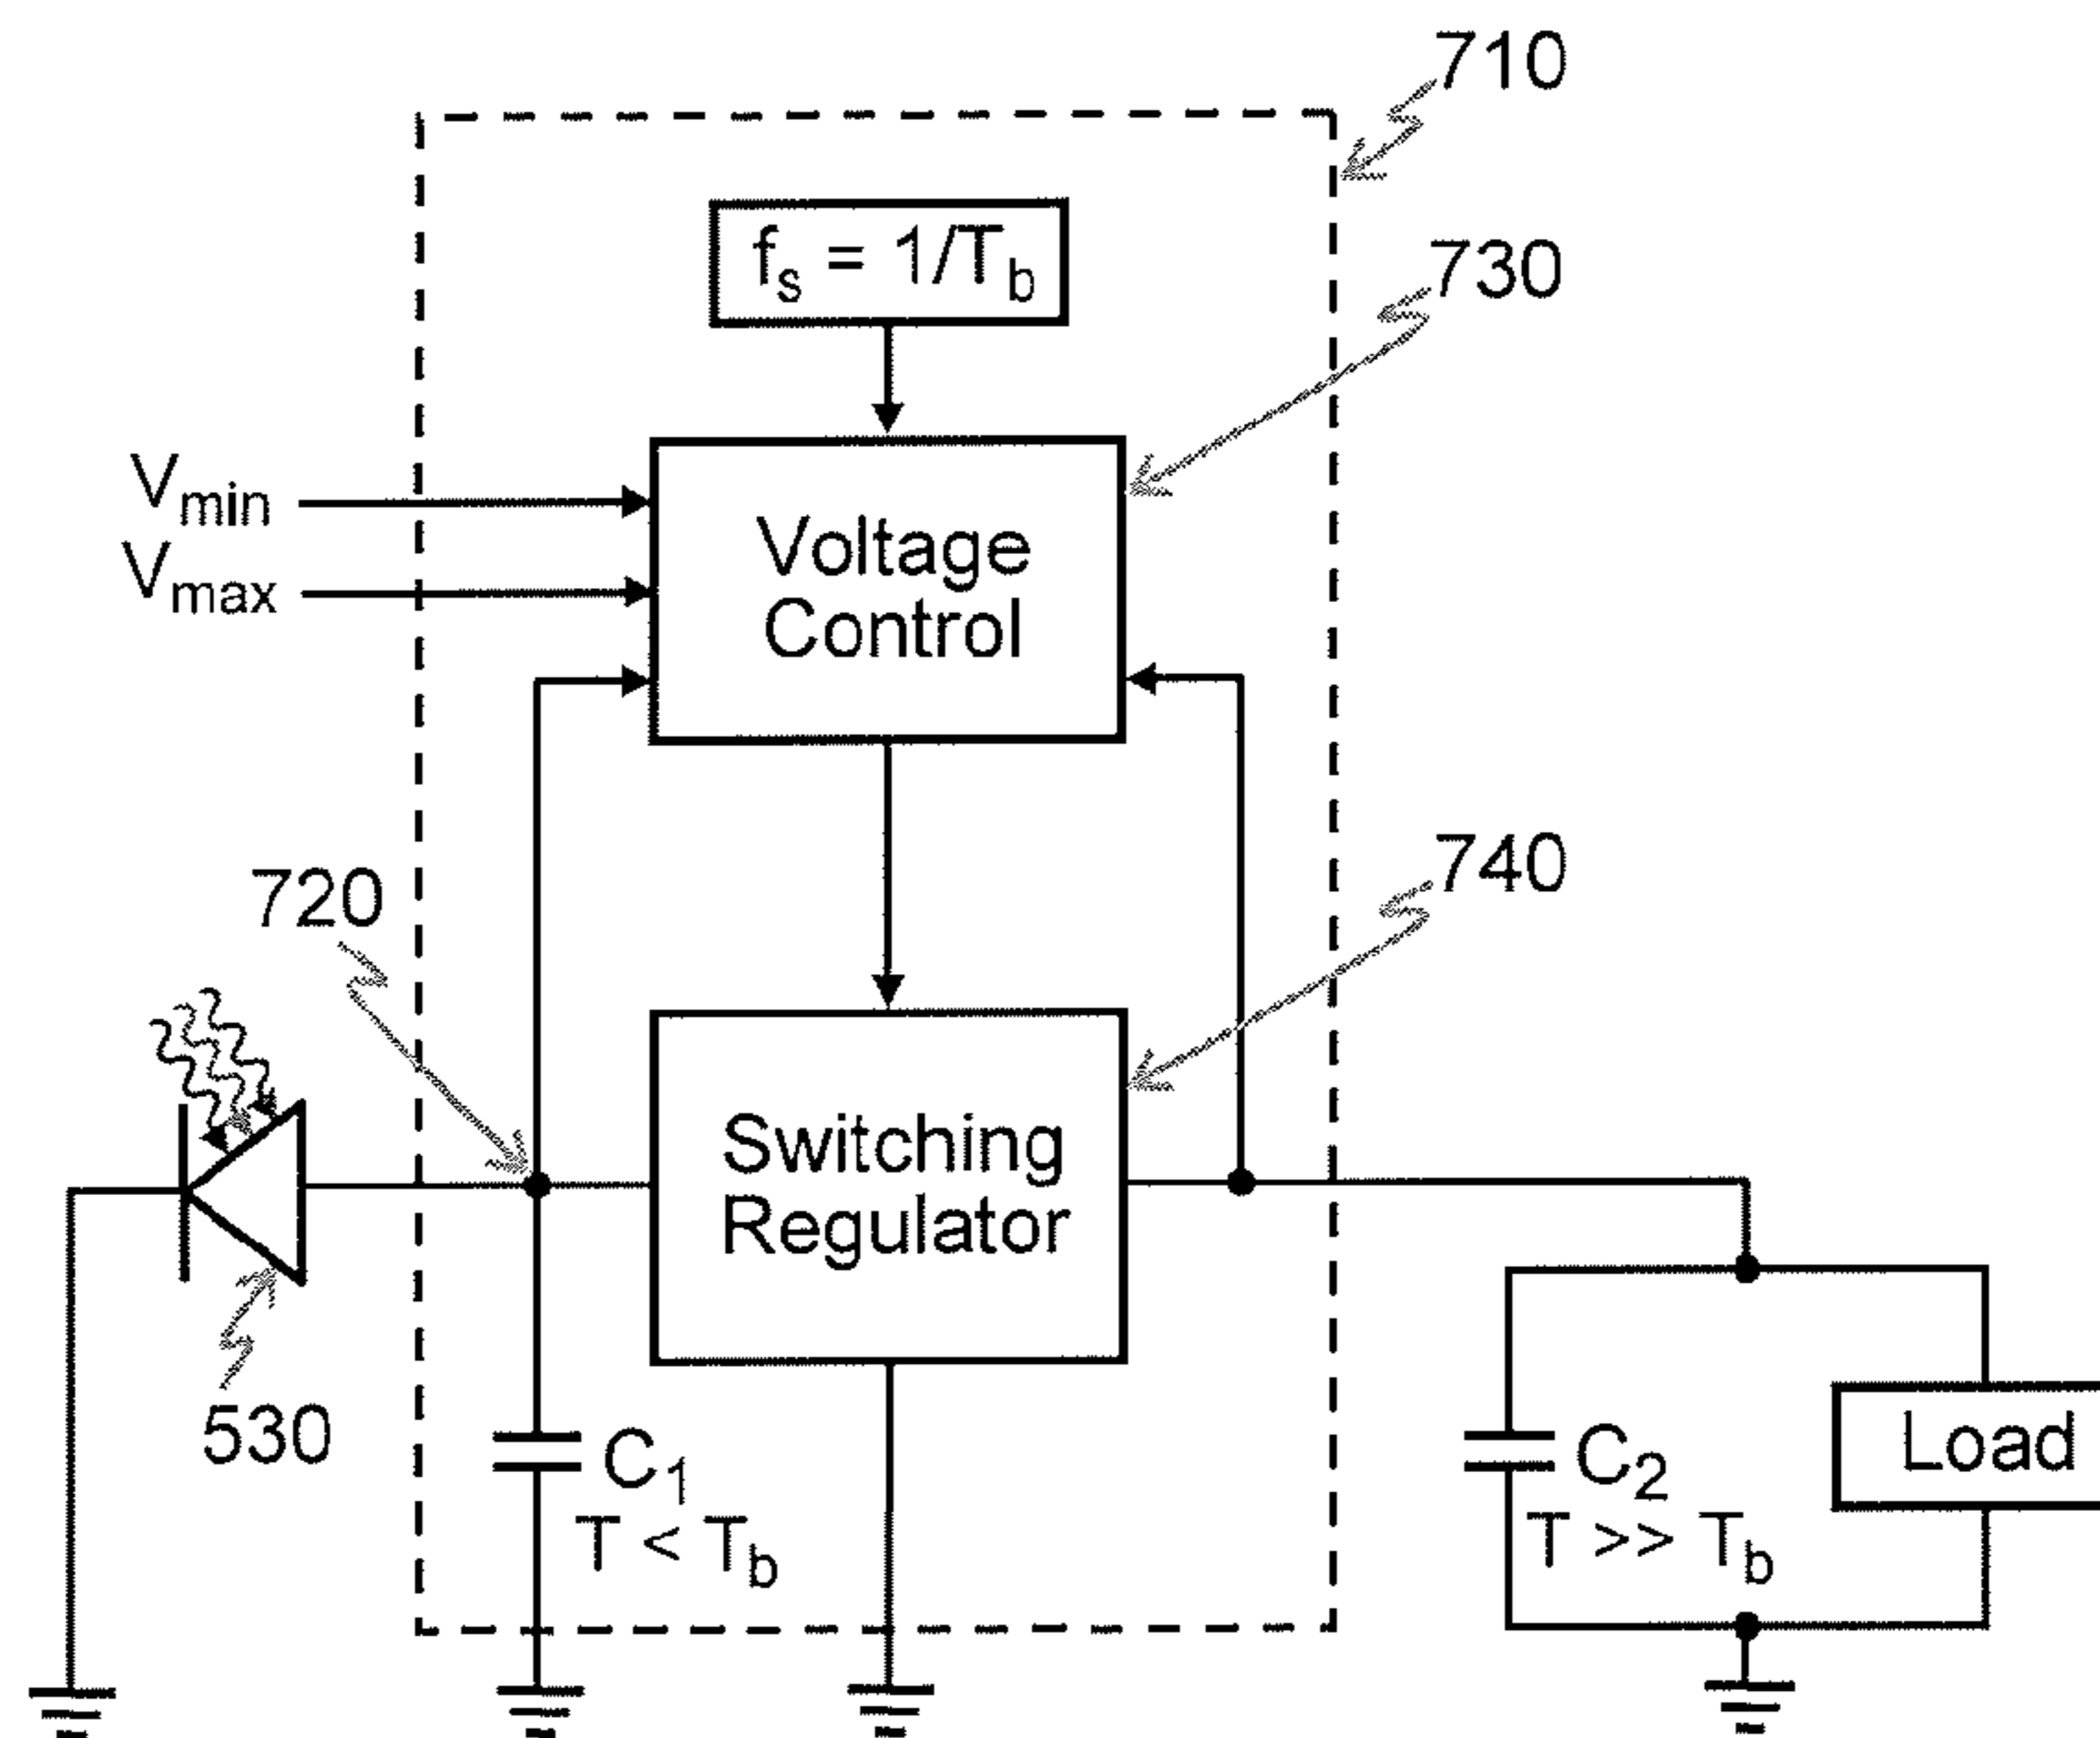 710
f_s = 1/T_b
730
V_min
V_max
Voltage
Control
720
740
Switching
Regulator
530
C_1
T < T_b
C_2
T >> T_b
Load